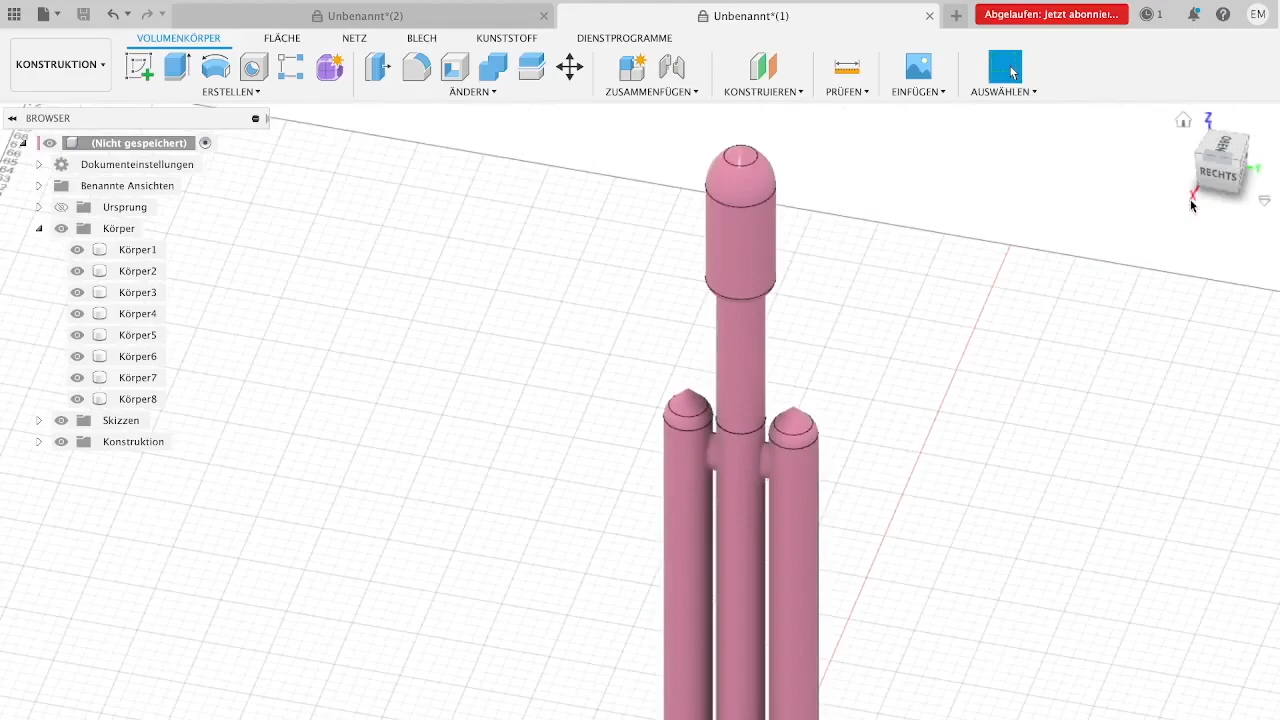 Unbenannt*(2)
Unbenannt*(1)
Abgelaufen: Jetzt abonniei...
1
EM
KONSTRUKTION
VOLUMENKÖRPER
FLÄCHE
NETZ
BLECH
KUNSTSTOFF
DIENSTPROGRAMME
ERSTELLEN
ÄNDERN
ZUSAMMENFÜGEN
KONSTRUIEREN
PRÜFEN
EINFÜGEN
AUSWÄHLEN
BROWSER
(Nicht gespeichert)
Dokumenteinstellungen
Benannte Ansichten
Ursprung
Körper
Körper1
Körper2
Körper3
Körper4
Körper5
Körper6
Körper7
Körper8
Skizzen
Konstruktion
Z
OBEN
RECHTS
Y
X